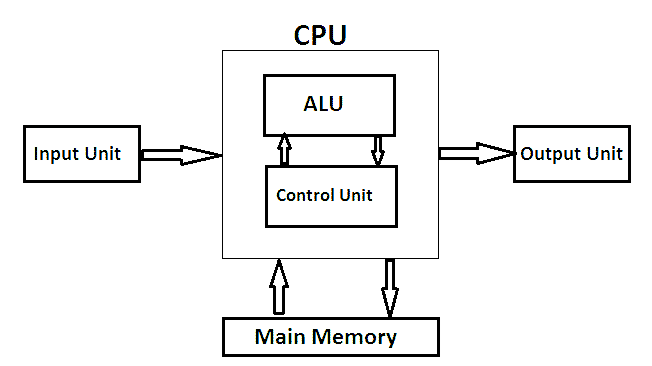 CPU
ALU
Input Unit
Output Unit
Control Unit
Main Memory